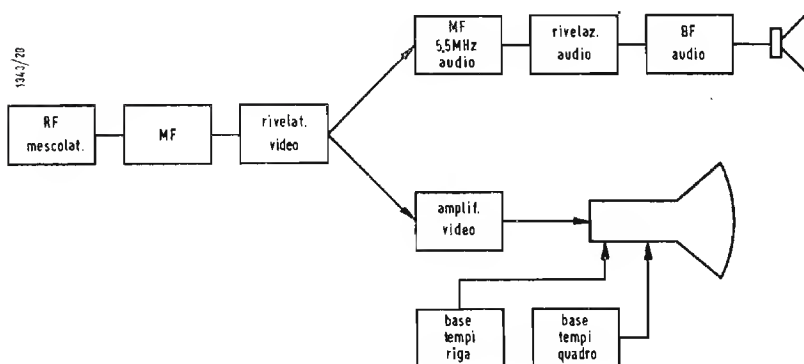 1343/20
MF
5,5MHz
audio
rivelaz.
audio
BF
audio
RF
mescolat.
MF
rivelat.
video
amplif.
video
base
tempi
riga
base
tempi
quadro